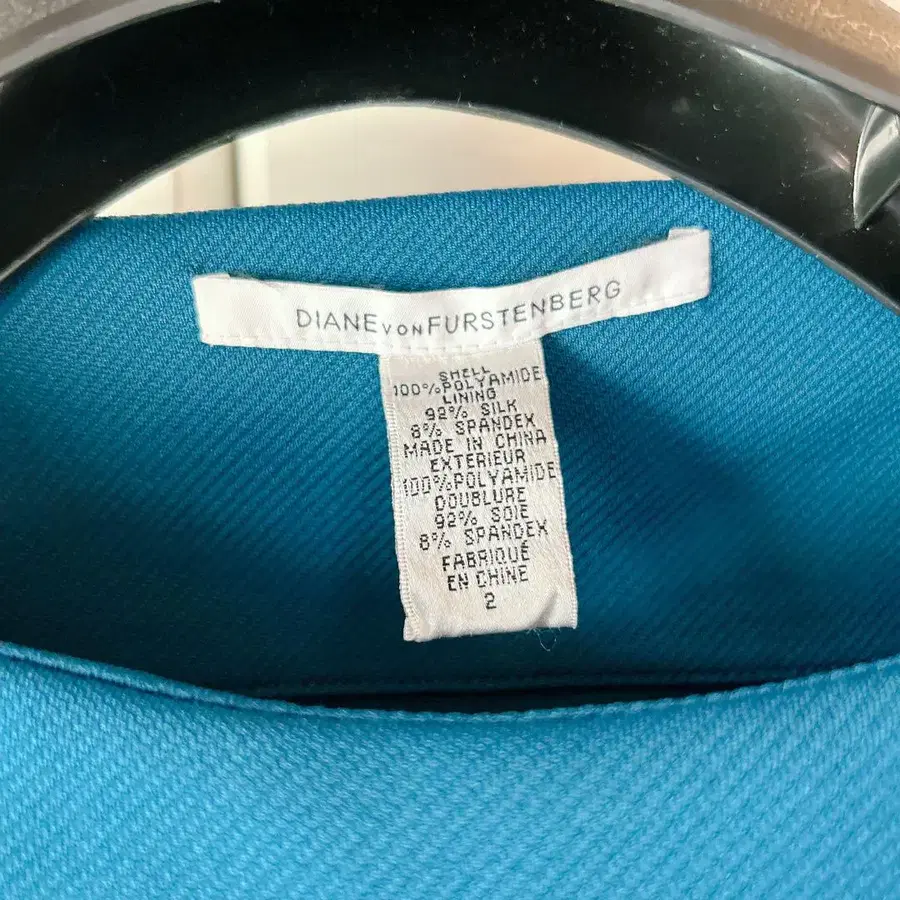 DIANE VON FURSTENBERG
SHELL
100%POLYAMIDE
LINING
92% SILK
8% SPANDEX
MADE IN CHINA
EXTERIEUR
100%POLYAMIDE
DOUBLURE
92% SOIE
8% SPANDEX
FABRIQUÉ
EN CHINE
2